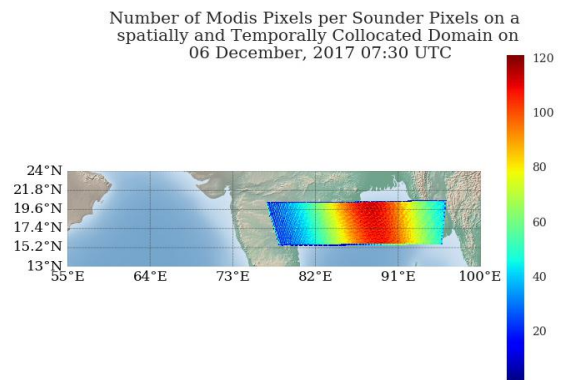 Number of Modis Pixels per Sounder Pixels on a
spatially and Temporally Collocated Domain on
06 December, 2017 07:30 UTC
120
100
80
60
40
20
24°N
21.8°N
19.6°N
17.4°N
15.2°N
13°N
55°E 64°E 73°E 82°E 91°E 100°E